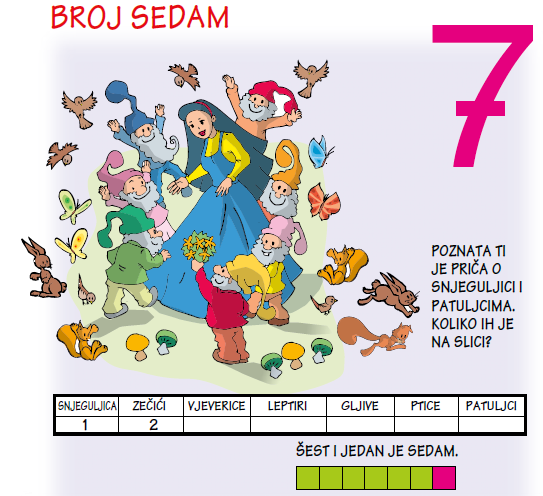 BROJ SEDAM
7
POZNATA TI
JE PRIČA O
SNJEGULJICI I
PATULJCIMA.
KOLIKO IH JE
NA SLICI?
SNJEGULJICA ZEČIĆI VJEVERICE LEPTIRI GLJIVE PTICE PATULJCI
1 2
ŠEST I JEDAN JE SEDAM.